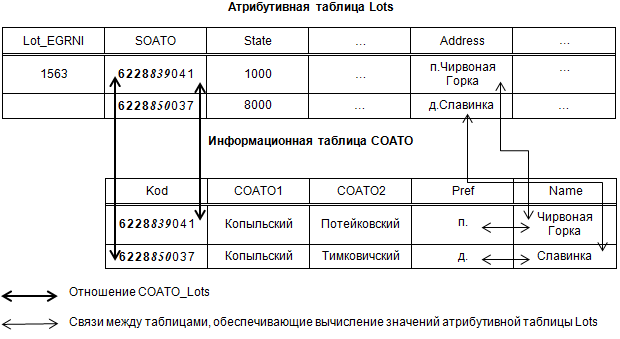 Атрибутивная таблица Lots
Lot_EGRNI SOATO State ... Address ...
1563 6228839041 1000 ... п.Чирвоная Горка ...
6228850037 8000 ... д.Славинка ...
Информационная таблица СОАТО
Kod СОАТО1 СОАТО2 Pref Name
6228839041 Копыльский Потейковский п. Чирвоная Горка
6228850037 Копыльский Тимковичский д. Славинка
Отношение СОАТО_Lots
Связи между таблицами, обеспечивающие вычисление значений атрибутивной таблицы Lots